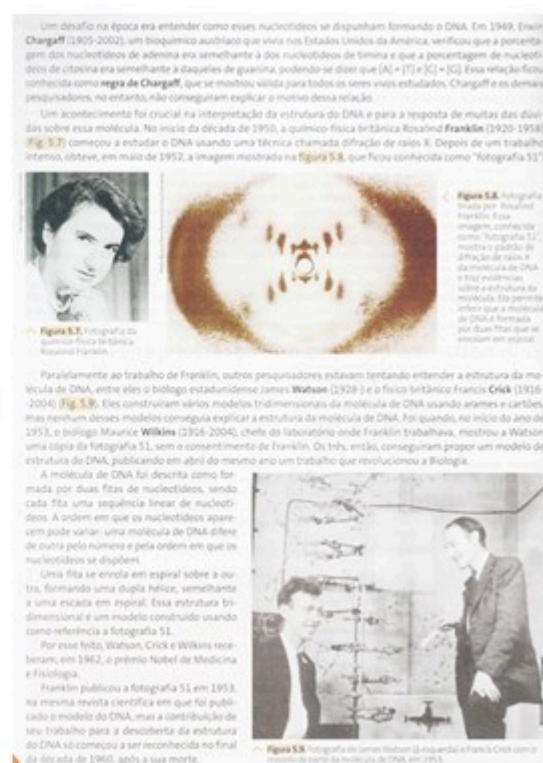 Um desafio na época era entender como esses nucleotídeos se dispunham formando o DNA. Em 1949, Erwin
Chargaff (1905-2002), um bioquímico austríaco que vivia nos Estados Unidos da América, verificou que a porcenta-
gem dos nucleotídeos de adenina era semelhante à dos nucleotídeos de timina e que a porcentagem de nucleotí-
deos de citosina era semelhante à daqueles de guanina, podendo-se dizer que [A] = [T] e [C] = [G]. Essa relação ficou
conhecida como regra de Chargaff, que se mostrou válida para todos os seres vivos estudados. Chargaff e os demais
pesquisadores, no entanto, não conseguiram explicar o motivo dessa relação.
Um acontecimento foi crucial na interpretação da estrutura do DNA e para a resposta de muitas das dúvi-
das sobre essa molécula. No início da década de 1950, a químico-física britânica Rosalind Franklin (1920-1958)
(Fig. 5.7) começou a estudar o DNA usando uma técnica chamada difração de raios X. Depois de um trabalho
intenso, obteve, em maio de 1952, a imagem mostrada na figura 5.8, que ficou conhecida como "fotografia 51".
Figura 5.8. Fotografia
tirada por Rosalind
Franklin. Essa
imagem, conhecida
como "fotografia 51",
mostra o padrão de
difração de raios X
da molécula de DNA
e traz evidências
sobre a estrutura da
molécula. Ela permite
inferir que a molécula
de DNA é formada
por duas fitas que se
enrolam em espiral.
Figura 5.7. Fotografia da
químico-física britânica
Rosalind Franklin.
Paralelamente ao trabalho de Franklin, outros pesquisadores estavam tentando entender a estrutura da mo-
lécula de DNA, entre eles o biólogo estadunidense James Watson (1928-) e o físico britânico Francis Crick (1916-
-2004) (Fig. 5.9). Eles construíram vários modelos tridimensionais da molécula de DNA usando arames e cartões,
mas nenhum desses modelos conseguia explicar a estrutura da molécula de DNA. Foi quando, no início do ano de
1953, o biólogo Maurice Wilkins (1916-2004), chefe do laboratório onde Franklin trabalhava, mostrou a Watson
uma cópia da fotografia 51, sem o consentimento de Franklin. Os três, então, conseguiram propor um modelo de
estrutura do DNA, publicando em abril do mesmo ano um trabalho que revolucionou a Biologia.
A molécula de DNA foi descrita como for-
mada por duas fitas de nucleotídeos, sendo
cada fita uma sequência linear de nucleotí-
deos. A ordem em que os nucleotídeos apare-
cem pode variar: uma molécula de DNA difere
de outra pelo número e pela ordem em que os
nucleotídeos se dispõem.
Uma fita se enrola em espiral sobre a ou-
tra, formando uma dupla hélice, semelhante
a uma escada em espiral. Essa estrutura tri-
dimensional é um modelo construído usando
como referência a fotografia 51.
Por esse feito, Watson, Crick e Wilkins rece-
beram, em 1962, o prêmio Nobel de Medicina
e Fisiologia.
Franklin publicou a fotografia 51 em 1953,
na mesma revista científica em que foi publi-
cado o modelo do DNA, mas a contribuição de
seu trabalho para a descoberta da estrutura
do DNA só começou a ser reconhecida no final
da década de 1960, após a sua morte.
Figura 5.9. Fotografia de James Watson (à esquerda) e Francis Crick com o
modelo de parte da molécula de DNA, em 1953.